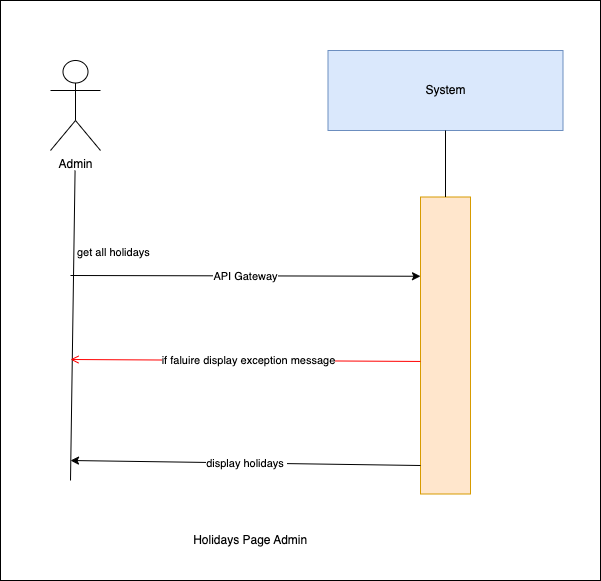 System
Admin
get all holidays
API Gateway
if faluire display exception message
display holidays
Holidays Page Admin